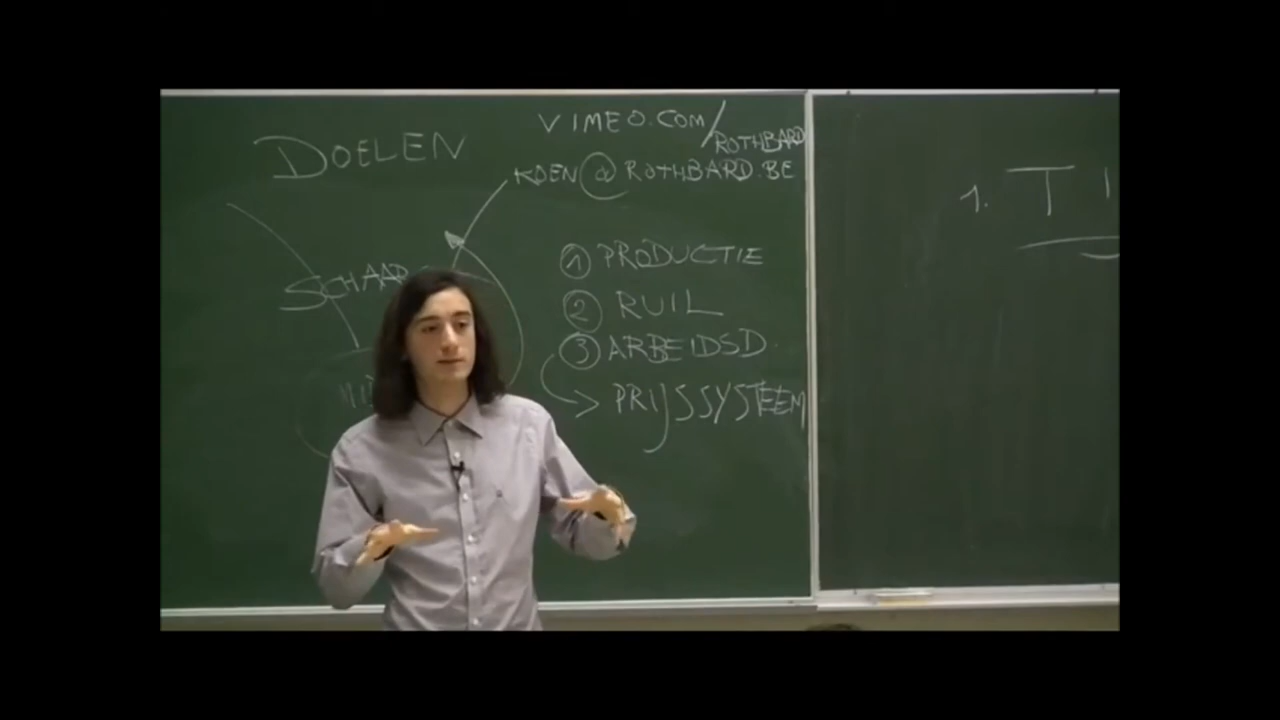 DOELEN
VIMEO.COM/ROTHBARD
KOEN@ROTHBARD.BE
① PRODUCTIE
② RUIL
③ ARBEIDSD.
→ PRIJSSYSTEEM
SCHAAR
1. T